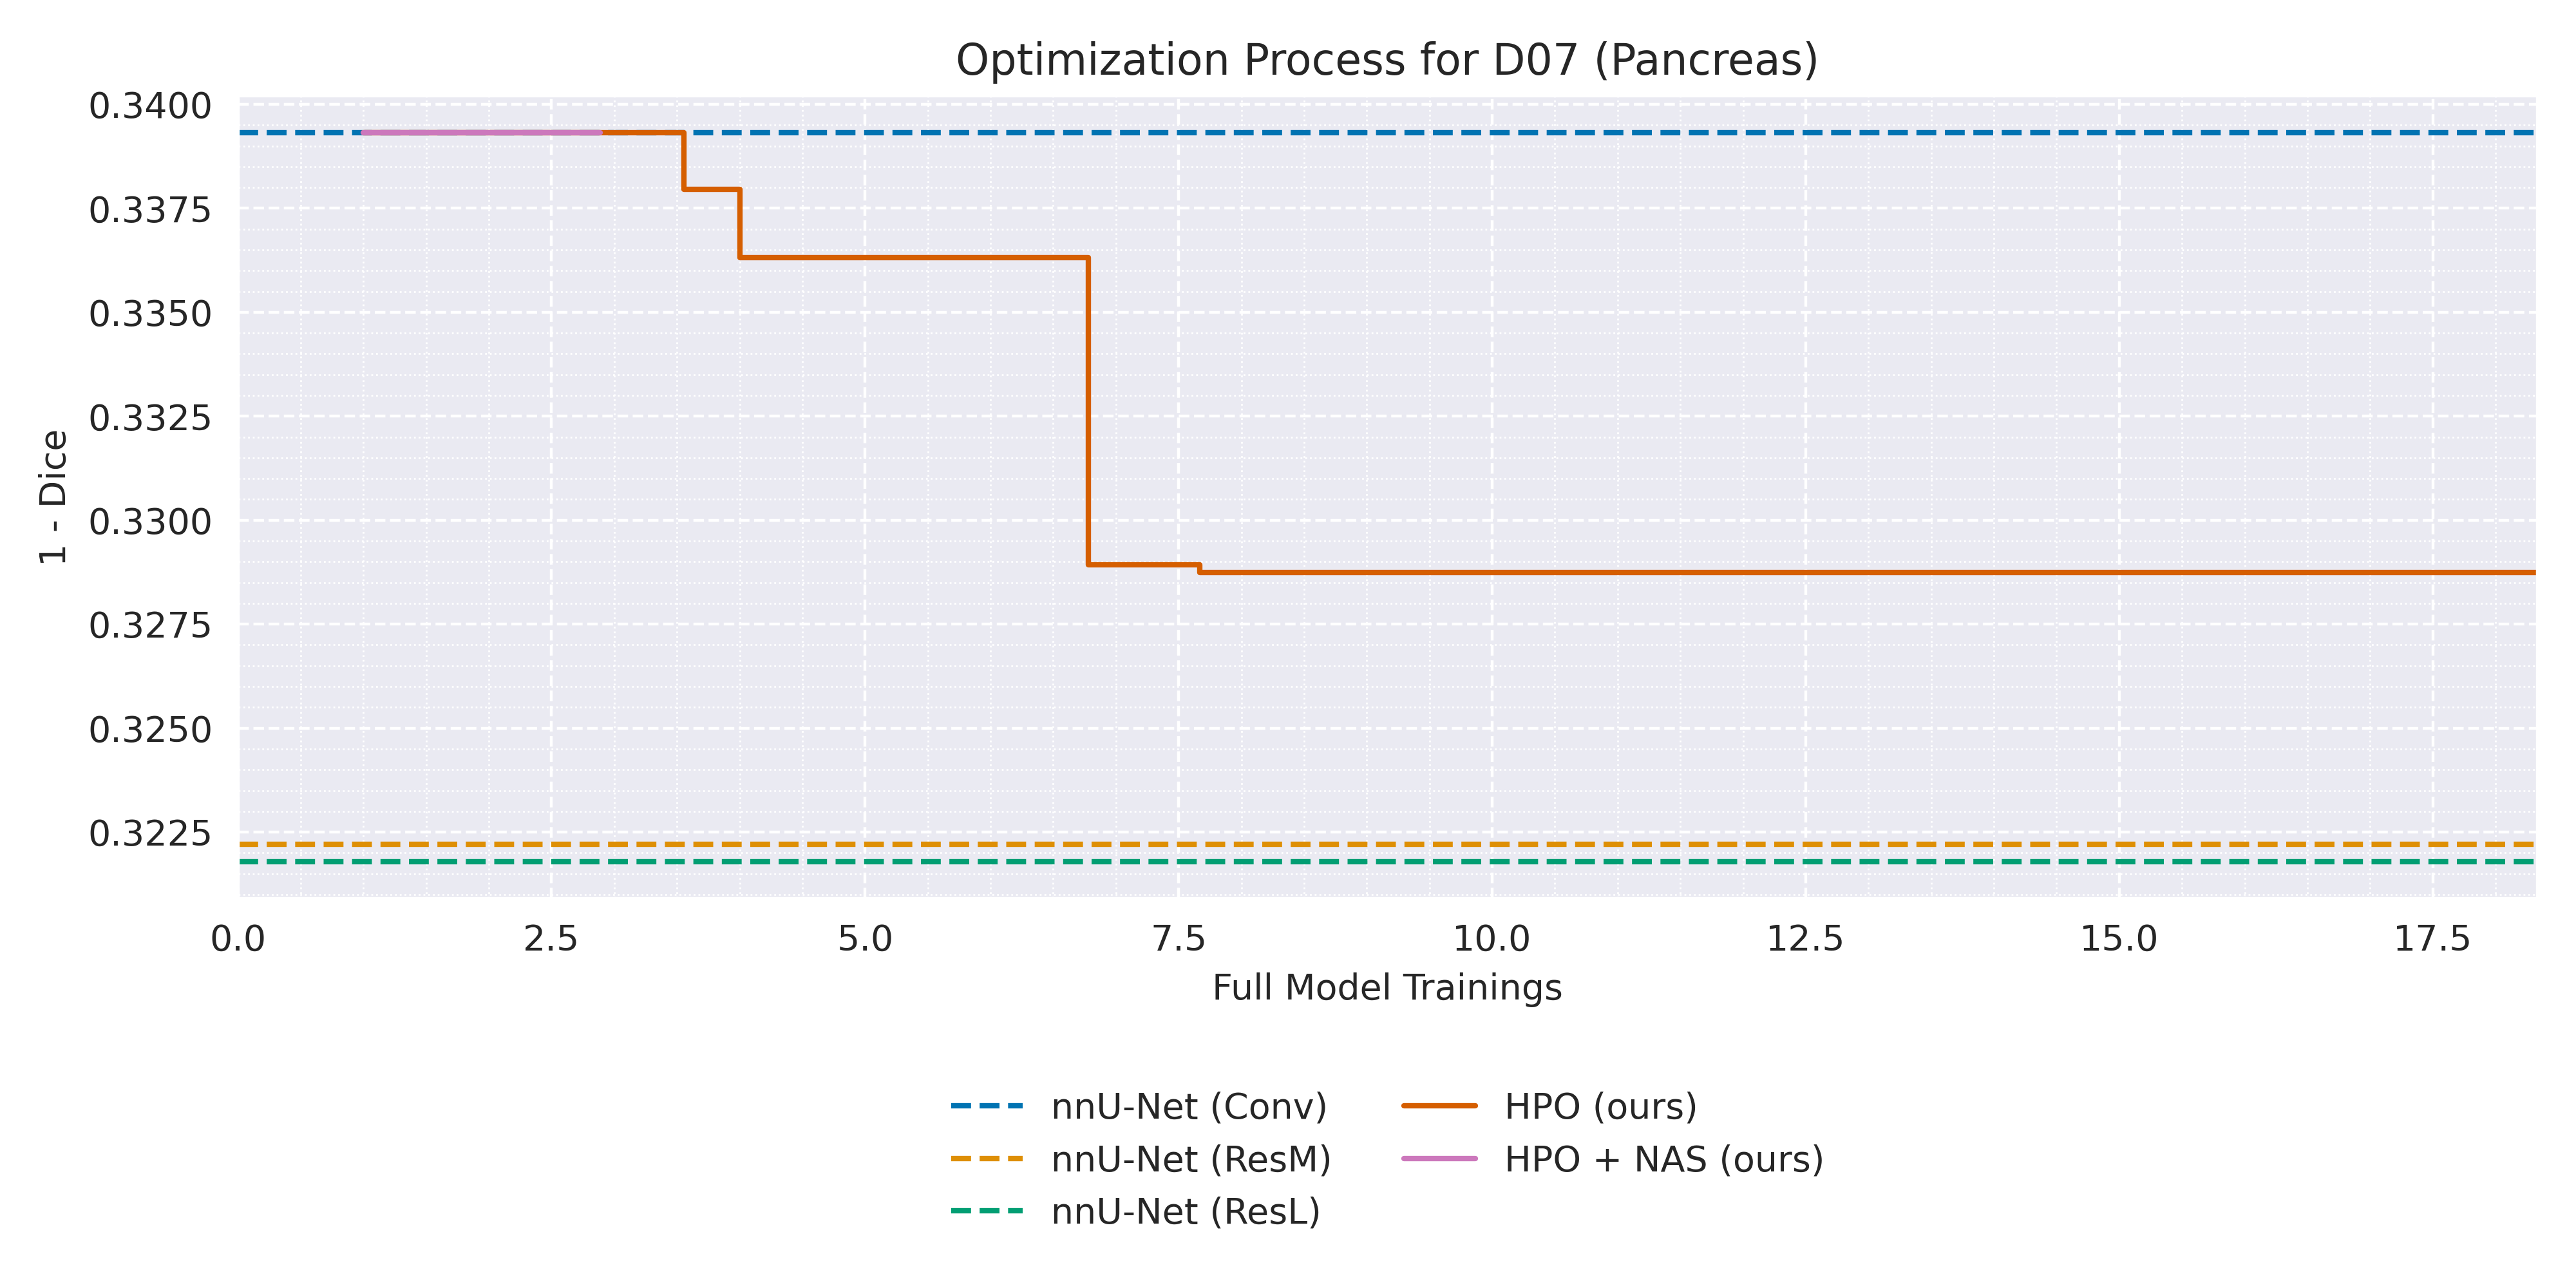 Optimization Process for D07 (Pancreas)
0.3400
0.3375
0.3350
0.3325
0.3300
0.3275
0.3250
0.3225
1 - Dice
0.0 2.5 5.0 7.5 10.0 12.5 15.0 17.5
Full Model Trainings
nnU-Net (Conv)
nnU-Net (ResM)
nnU-Net (ResL)
HPO (ours)
HPO + NAS (ours)